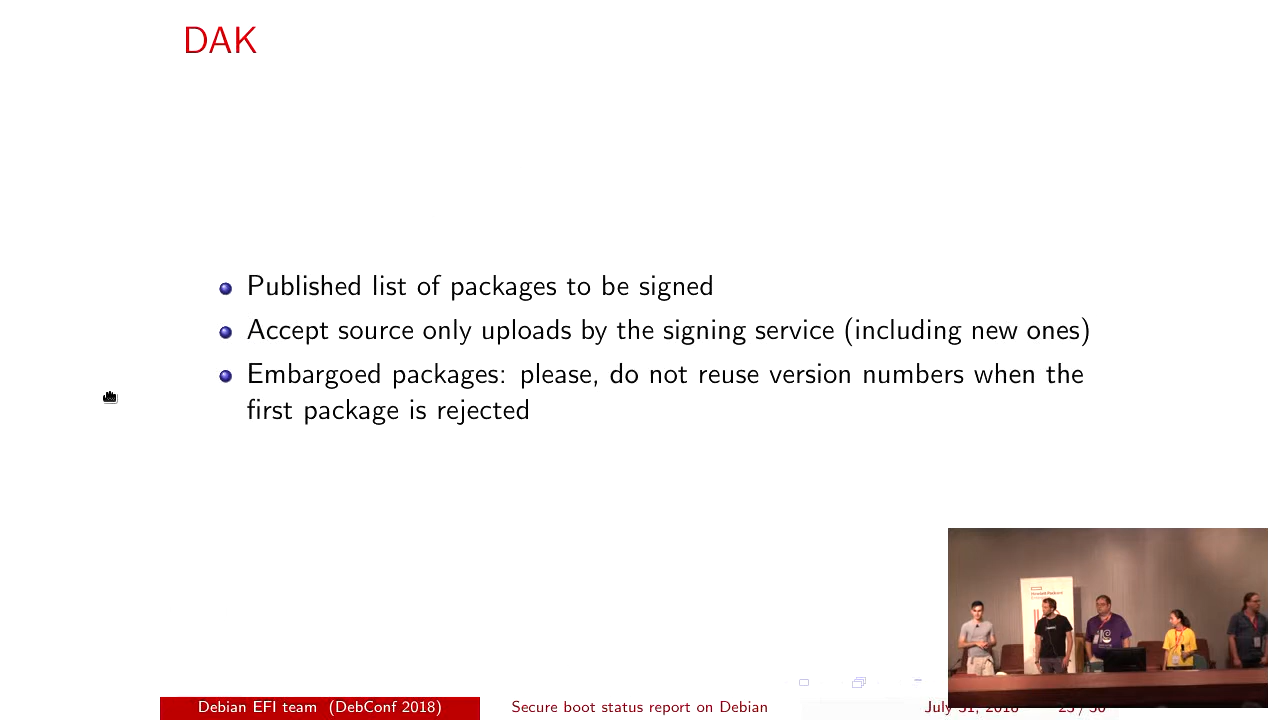 DAK
Published list of packages to be signed
Accept source only uploads by the signing service (including new ones)
Embargoed packages: please, do not reuse version numbers when the
first package is rejected
Debian EFI team (DebConf 2018)
Secure boot status report on Debian
July 31, 2018